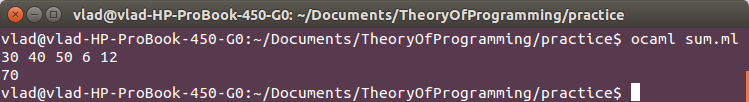 vlad@vlad-HP-ProBook-450-G0: ~/Documents/TheoryOfProgramming/practice
vlad@vlad-HP-ProBook-450-G0:~/Documents/TheoryOfProgramming/practice$ ocaml sum.ml
30 40 50 6 12
70
vlad@vlad-HP-ProBook-450-G0:~/Documents/TheoryOfProgramming/practice$